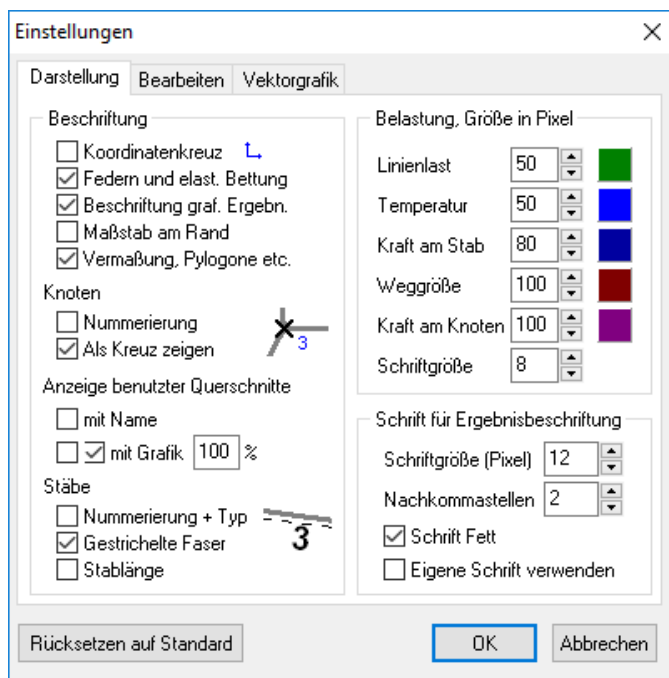 Einstellungen
Darstellung Bearbeiten Vektorgrafik
Beschriftung
Koordinatenkreuz
Federn und elast. Bettung
Beschriftung graf. Ergebn.
Maßstab am Rand
Vermaßung, Pylogone etc.
Knoten
Nummerierung
Als Kreuz zeigen
3
Anzeige benutzter Querschnitte
mit Name
mit Grafik 100 %
Stäbe
Nummerierung + Typ
Gestrichelte Faser
3
Stablänge
Belastung, Größe in Pixel
Linienlast 50
Temperatur 50
Kraft am Stab 80
Weggröße 100
Kraft am Knoten 100
Schriftgröße 8
Schrift für Ergebnisbeschriftung
Schriftgröße (Pixel) 12
Nachkommastellen 2
Schrift Fett
Eigene Schrift verwenden
Rücksetzen auf Standard OK Abbrechen